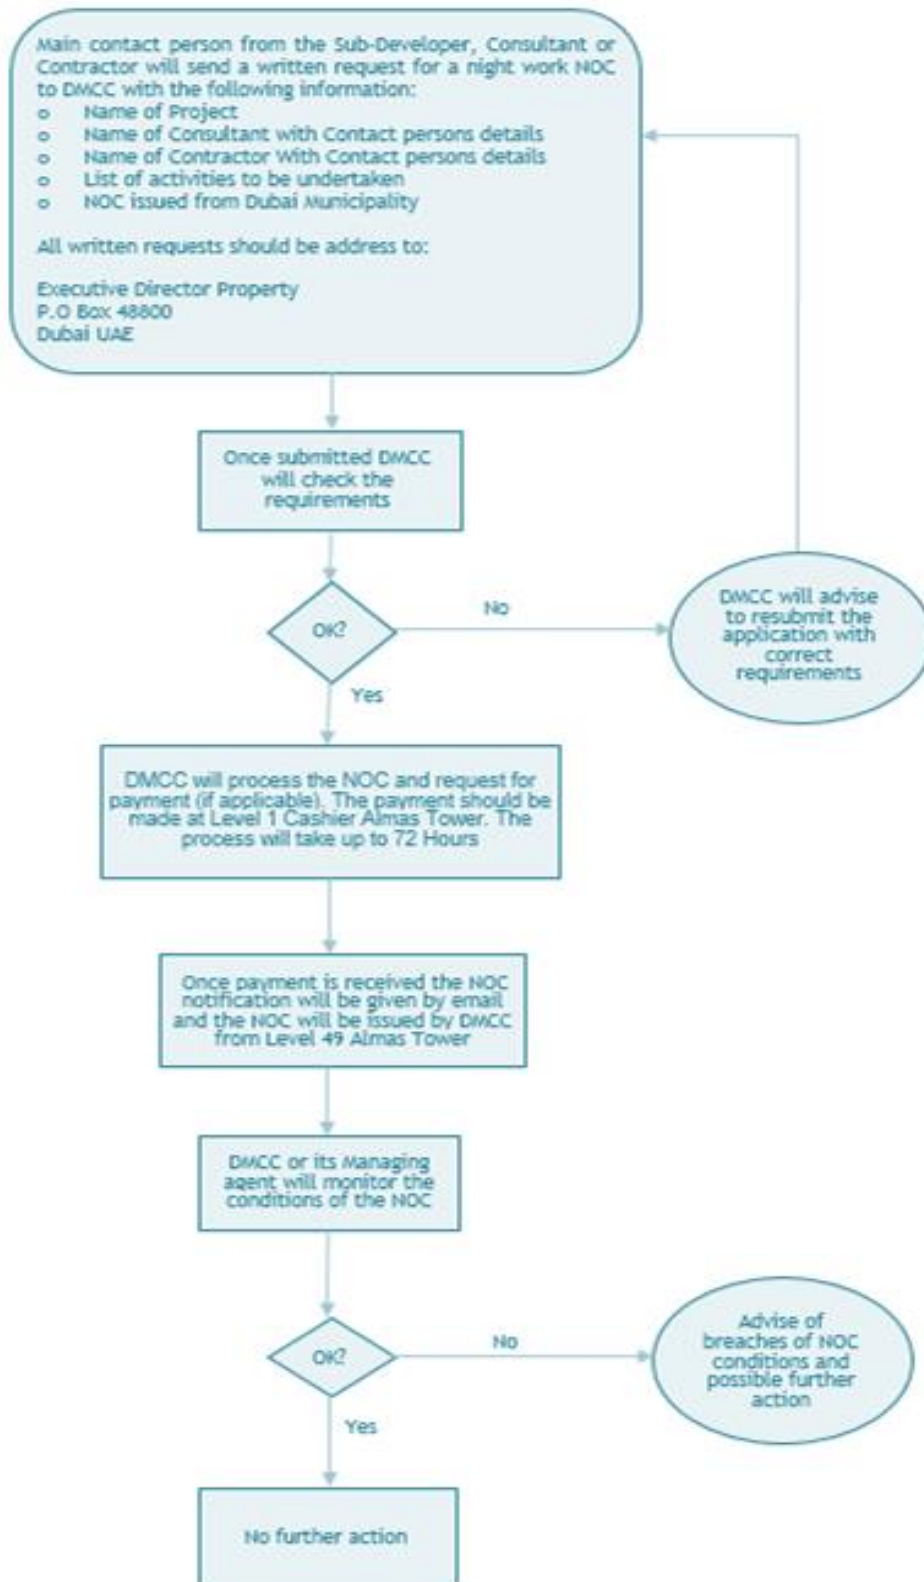 Main contact person from the Sub-Developer, Consultant or
Contractor will send a written request for a night work NOC
to DMCC with the following information:
o Name of Project
o Name of Consultant with Contact persons details
o Name of Contractor With Contact persons details
o List of activities to be undertaken
o NOC issued from Dubai Municipality
All written requests should be address to:
Executive Director Property
P.O Box 48800
Dubai UAE
Once submitted DMCC
will check the
requirements
OK?
No
DMCC will advise
to resubmit the
application with
correct
requirements
Yes
DMCC will process the NOC and request for
payment (if applicable). The payment should be
made at Level 1 Cashier Almas Tower. The
process will take up to 72 Hours
Once payment is received the NOC
notification will be given by email
and the NOC will be issued by DMCC
from Level 49 Almas Tower
DMCC or its Managing
agent will monitor the
conditions of the NOC
OK?
No
Advise of
breaches of NOC
conditions and
possible further
action
Yes
No further action